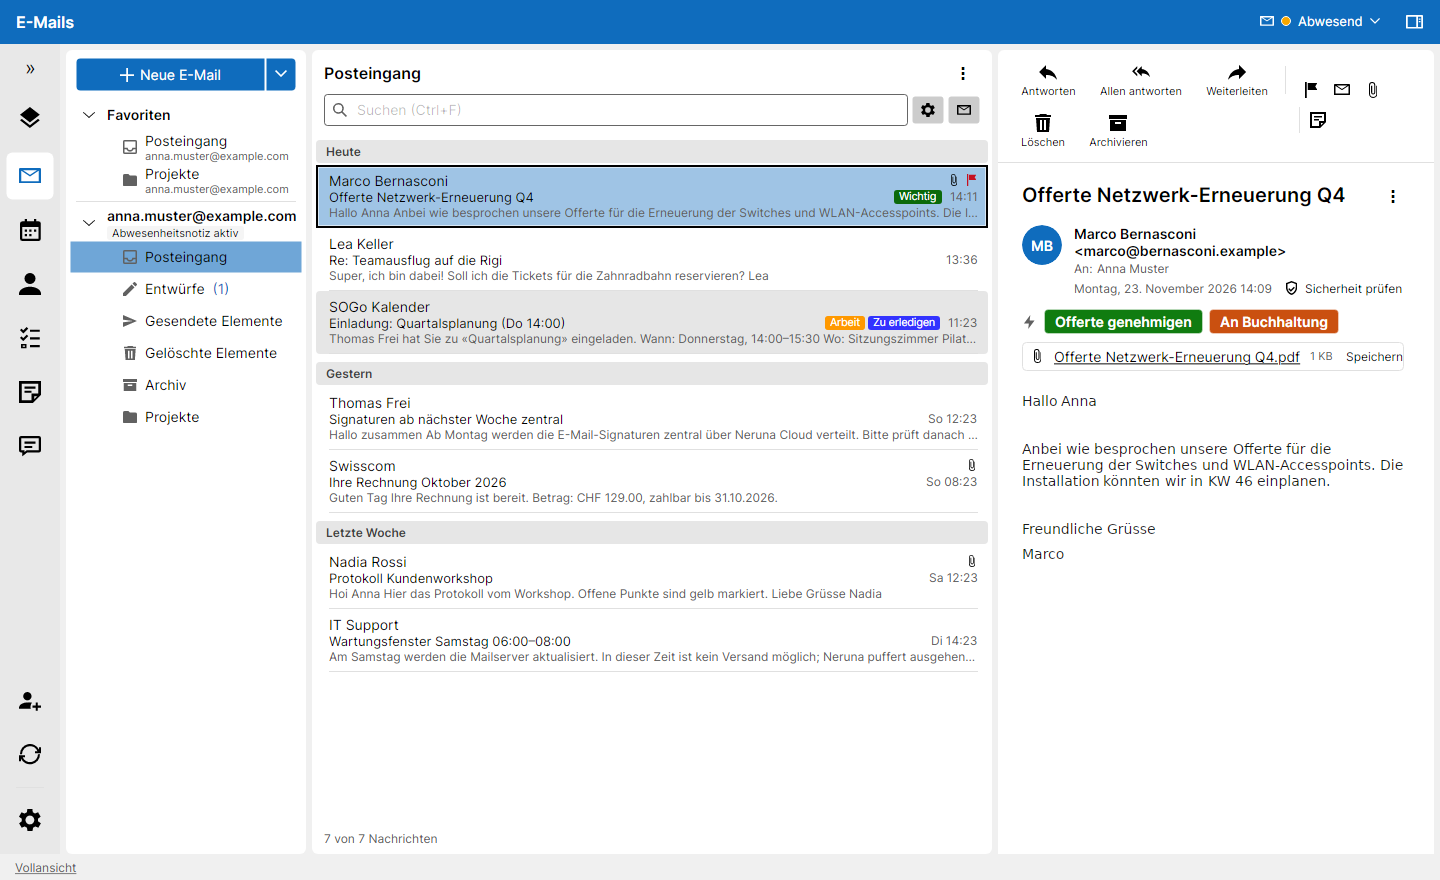 E-Mails
Abwesend
Neue E-Mail
Favoriten
Posteingang
anna.muster@example.com
Projekte
anna.muster@example.com
anna.muster@example.com
Abwesenheitsnotiz aktiv
Posteingang
Entwürfe (1)
Gesendete Elemente
Gelöschte Elemente
Archiv
Projekte
Posteingang
Suchen (Ctrl+F)
Heute
Marco Bernasconi
Offerte Netzwerk-Erneuerung Q4 Wichtig 14:11
Hallo Anna Anbei wie besprochen unsere Offerte für die Erneuerung der Switches und WLAN-Accesspoints. Die I...
Lea Keller
Re: Teamausflug auf die Rigi 13:36
Super, ich bin dabei! Soll ich die Tickets für die Zahnradbahn reservieren? Lea
SOGo Kalender
Einladung: Quartalsplanung (Do 14:00) Arbeit Zu erledigen 11:23
Thomas Frei hat Sie zu «Quartalsplanung» eingeladen. Wann: Donnerstag, 14:00–15:30 Wo: Sitzungszimmer Pilat...
Gestern
Thomas Frei
Signaturen ab nächster Woche zentral So 12:23
Hallo zusammen Ab Montag werden die E-Mail-Signaturen zentral über Neruna Cloud verteilt. Bitte prüft danach ...
Swisscom
Ihre Rechnung Oktober 2026 So 08:23
Guten Tag Ihre Rechnung ist bereit. Betrag: CHF 129.00, zahlbar bis 31.10.2026.
Letzte Woche
Nadia Rossi
Protokoll Kundenworkshop Sa 12:23
Hoi Anna Hier das Protokoll vom Workshop. Offene Punkte sind gelb markiert. Liebe Grüsse Nadia
IT Support
Wartungsfenster Samstag 06:00–08:00 Di 14:23
Am Samstag werden die Mailserver aktualisiert. In dieser Zeit ist kein Versand möglich; Neruna puffert ausgehen...
7 von 7 Nachrichten
Antworten Allen antworten Weiterleiten
Löschen Archivieren
Offerte Netzwerk-Erneuerung Q4
MB
Marco Bernasconi
<marco@bernasconi.example>
An: Anna Muster
Montag, 23. November 2026 14:09 Sicherheit prüfen
Offerte genehmigen An Buchhaltung
Offerte Netzwerk-Erneuerung Q4.pdf 1 KB Speichern
Hallo Anna
Anbei wie besprochen unsere Offerte für die
Erneuerung der Switches und WLAN-Accesspoints. Die
Installation könnten wir in KW 46 einplanen.
Freundliche Grüsse
Marco
Vollansicht